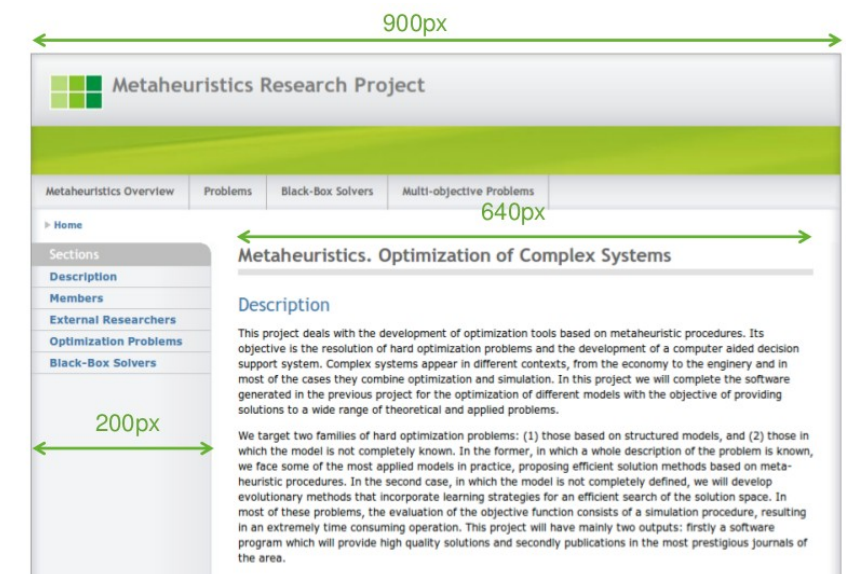 900px
Metaheuristics Research Project
Metaheuristics Overview Problems Black-Box Solvers Multi-objective Problems
640px
Home
Sections
Description
Members
External Researchers
Optimization Problems
Black-Box Solvers
200px
Metaheuristics. Optimization of Complex Systems
Description
This project deals with the development of optimization tools based on metaheuristic procedures. Its
objective is the resolution of hard optimization problems and the development of a computer aided decision
support system. Complex systems appear in different contexts, from the economy to the enginery and in
most of the cases they combine optimization and simulation. In this project we will complete the software
generated in the previous project for the optimization of different models with the objective of providing
solutions to a wide range of theoretical and applied problems.
We target two families of hard optimization problems: (1) those based on structured models, and (2) those in
which the model is not completely known. In the former, in which a whole description of the problem is known,
we face some of the most applied models in practice, proposing efficient solution methods based on meta-
heuristic procedures. In the second case, in which the model is not completely defined, we will develop
evolutionary methods that incorporate learning strategies for an efficient search of the solution space. In
most of these problems, the evaluation of the objective function consists of a simulation procedure, resulting
in an extremely time consuming operation. This project will have mainly two outputs: firstly a software
program which will provide high quality solutions and secondly publications in the most prestigious journals of
the area.